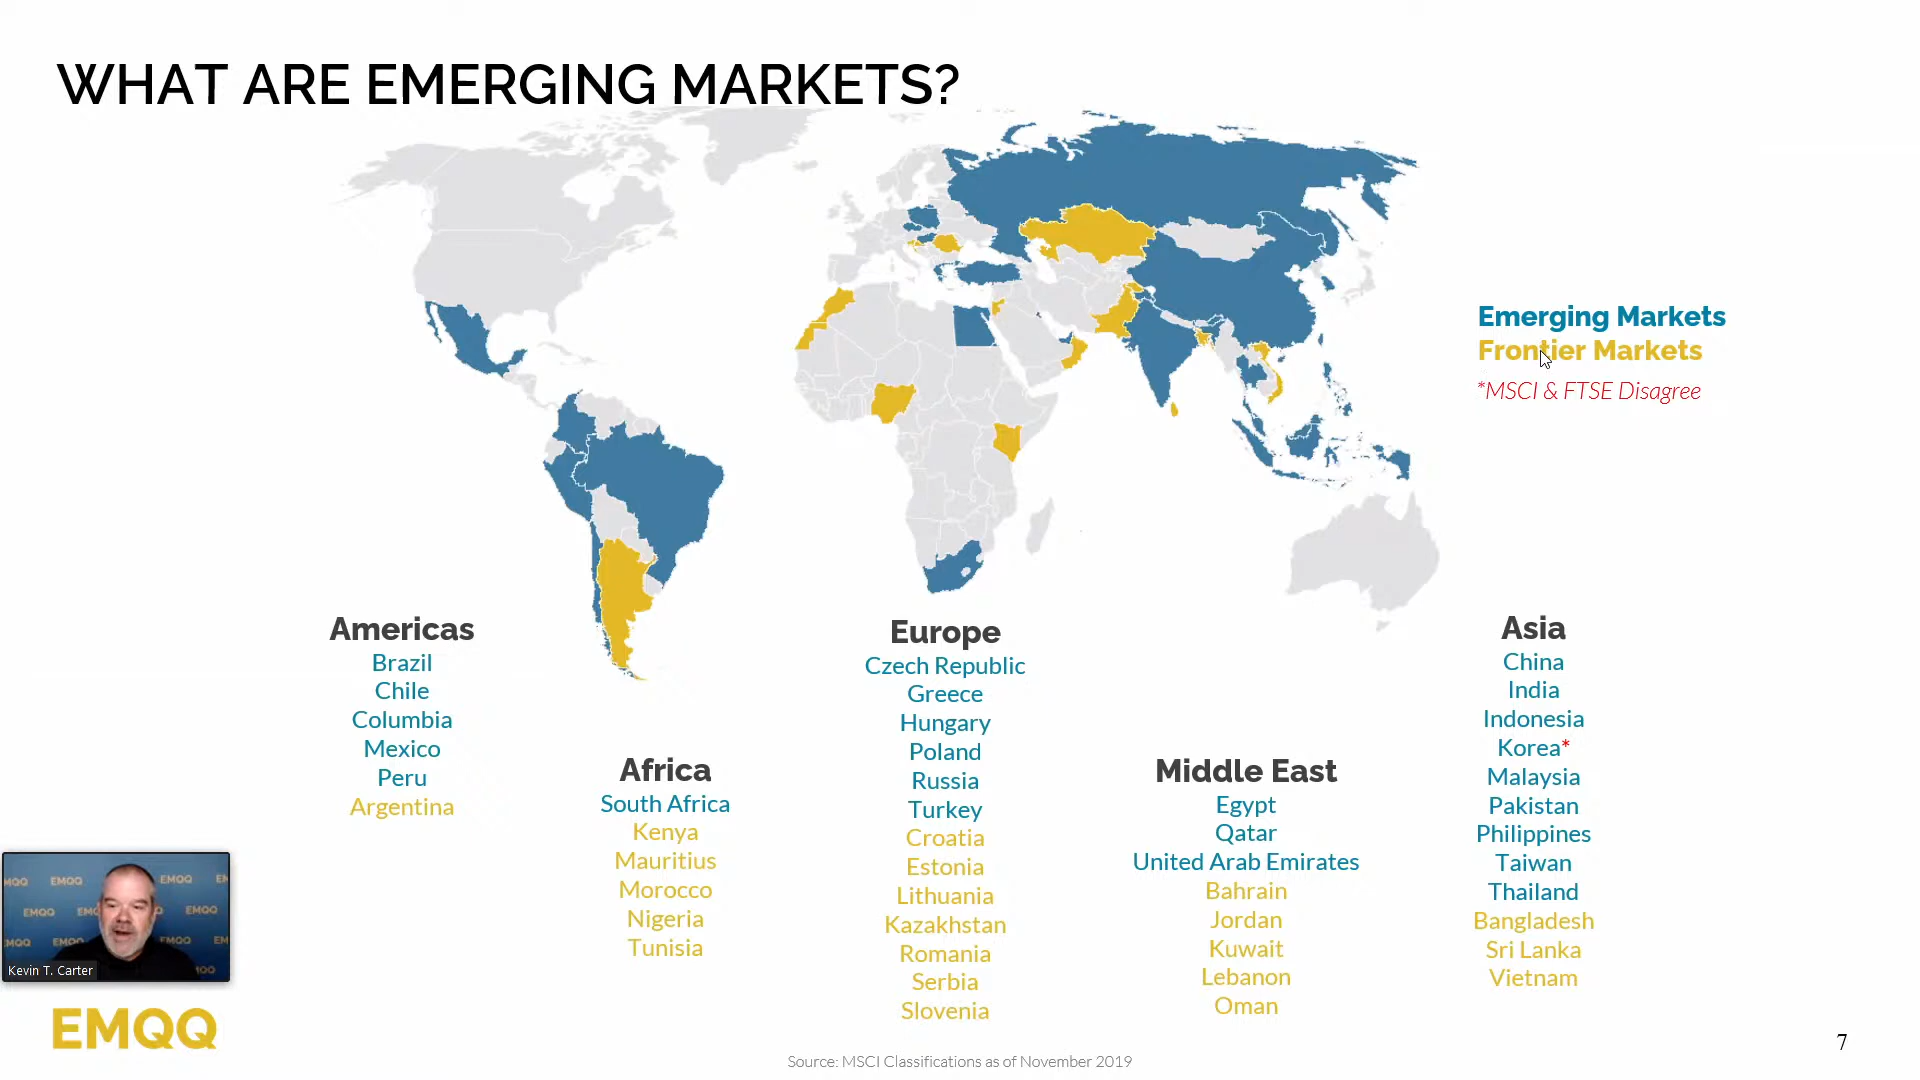 WHAT ARE EMERGING MARKETS?
Emerging Markets
Frontier Markets
*MSCI & FTSE Disagree
Americas
Brazil
Chile
Columbia
Mexico
Peru
Argentina
Africa
South Africa
Kenya
Mauritius
Morocco
Nigeria
Tunisia
Europe
Czech Republic
Greece
Hungary
Poland
Russia
Turkey
Croatia
Estonia
Lithuania
Kazakhstan
Romania
Serbia
Slovenia
Middle East
Egypt
Qatar
United Arab Emirates
Bahrain
Jordan
Kuwait
Lebanon
Oman
Asia
China
India
Indonesia
Korea*
Malaysia
Pakistan
Philippines
Taiwan
Thailand
Bangladesh
Sri Lanka
Vietnam
EMQQ EMQQ
EMQQ EMQQ
Kevin T. Carter
EMQQ
Source: MSCI Classifications as of November 2019
7